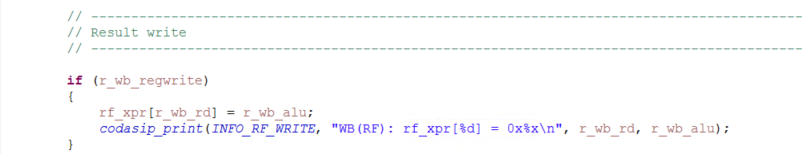 // ------------------------------------------------------------------------------------------
// Result write
// ------------------------------------------------------------------------------------------
if (r_wb_regwrite)
{
rf_xpr[r_wb_rd] = r_wb_alu;
codasip_print(INFO_RF_WRITE, "WB(RF): rf_xpr[%d] = 0x%x\n", r_wb_rd, r_wb_alu);
}